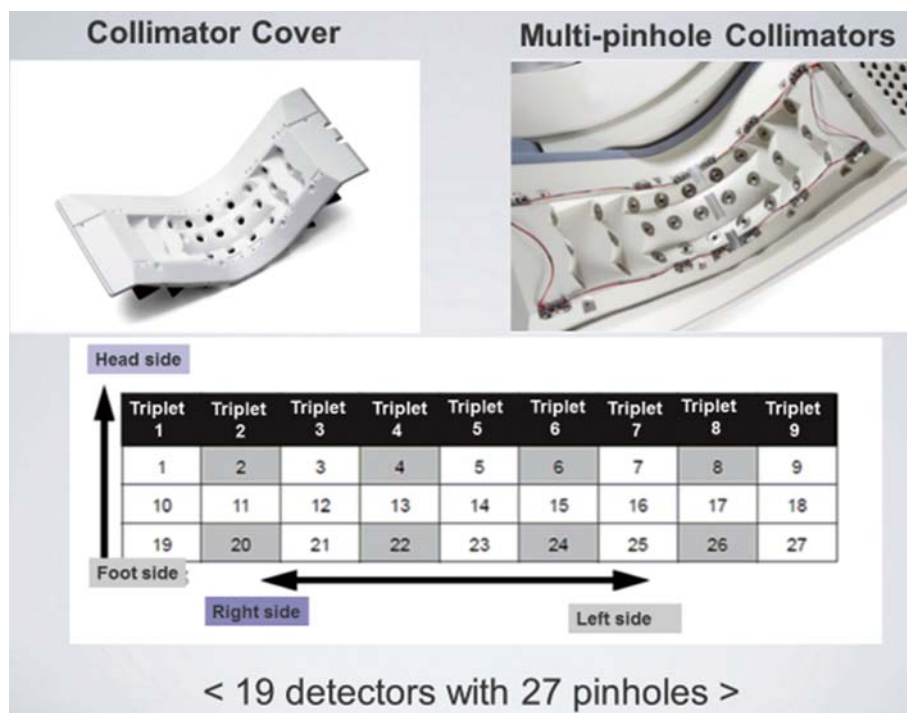 Collimator Cover
Multi-pinhole Collimators
Head side
Triplet 1 Triplet 2 Triplet 3 Triplet 4 Triplet 5 Triplet 6 Triplet 7 Triplet 8 Triplet 9
1 2 3 4 5 6 7 8 9
10 11 12 13 14 15 16 17 18
19 20 21 22 23 24 25 26 27
Foot side
Right side
Left side
< 19 detectors with 27 pinholes >